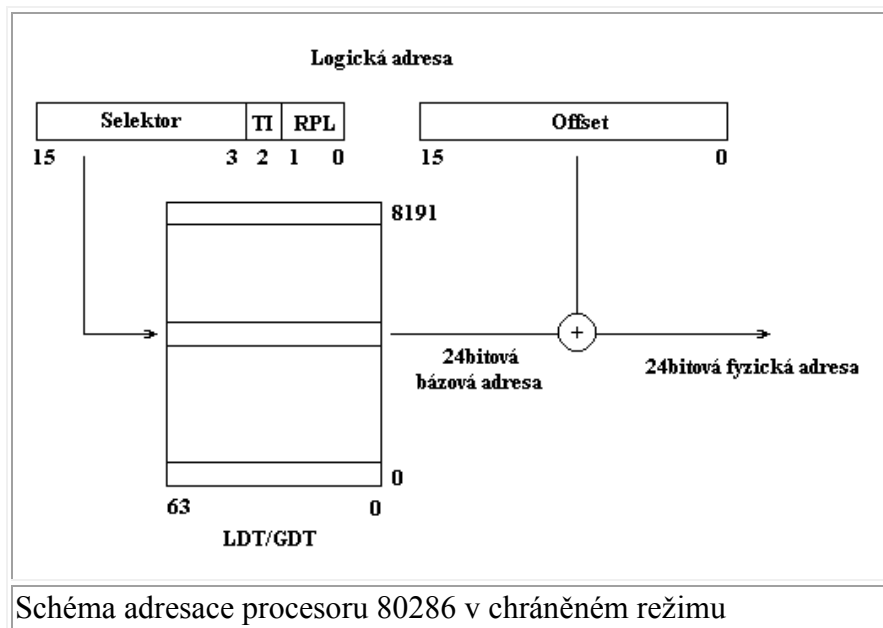 Logická adresa
Selektor TI RPL Offset
15 3 2 1 0 15 0
8191
+
24bitová
bázová adresa
24bitová fyzická adresa
0
63 0
LDT/GDT
Schéma adresace procesoru 80286 v chráněném režimu